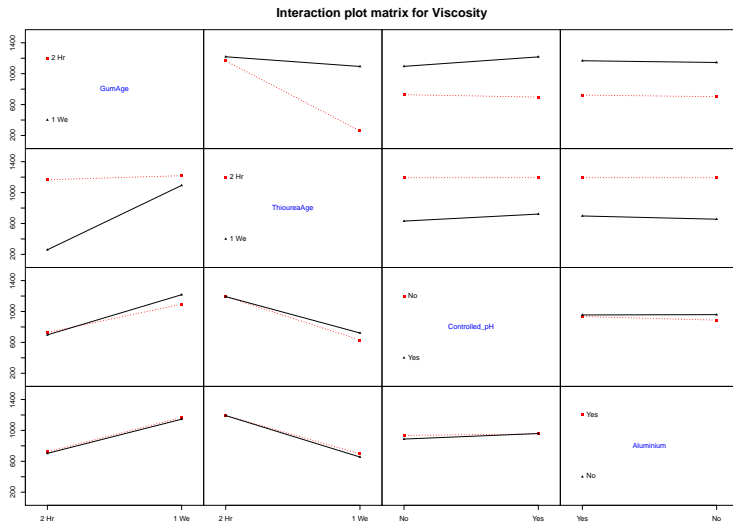 Interaction plot matrix for Viscosity
200 600 1000 1400
2 Hr
GumAge
1 We
200 600 1000 1400
2 Hr
ThioureaAge
1 We
200 600 1000 1400
No
Controlled_pH
Yes
200 600 1000 1400
Yes
Aluminium
No
2 Hr 1 We 2 Hr 1 We No Yes Yes No